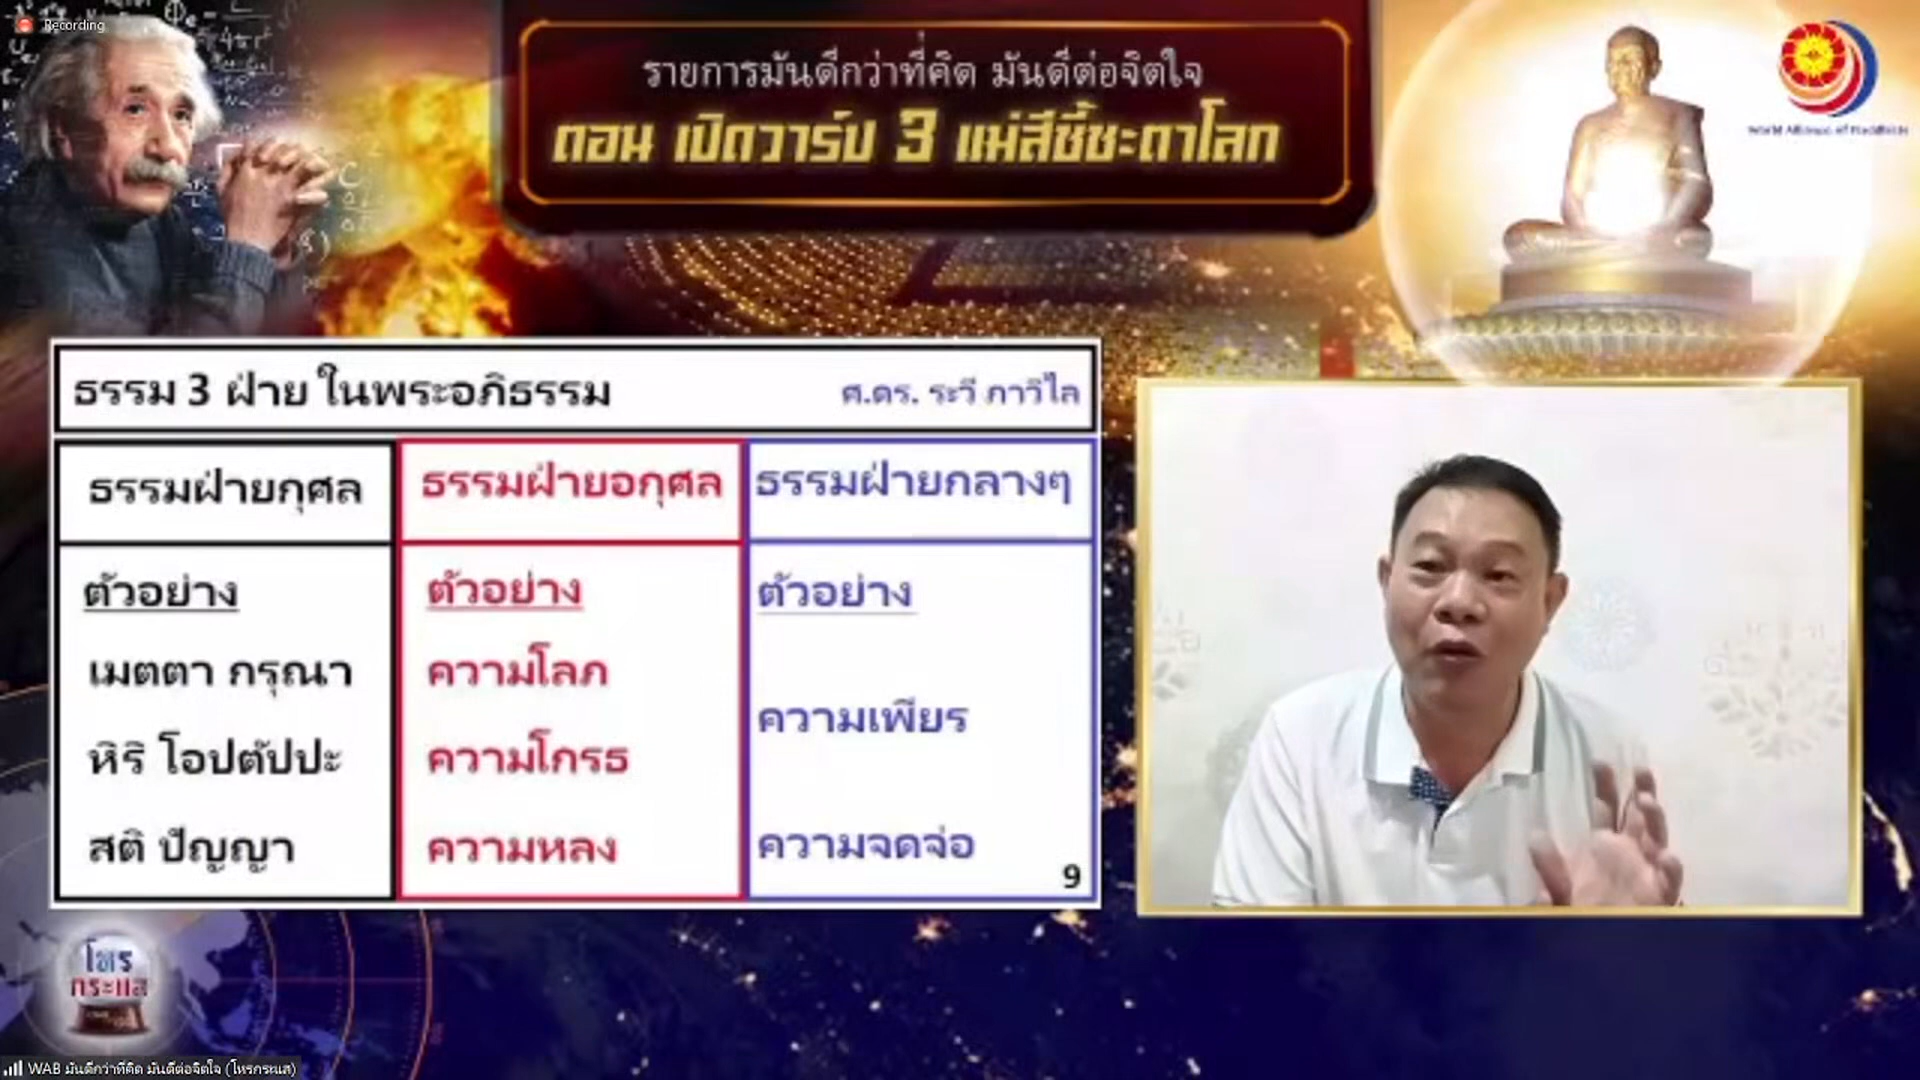 Recording
รายการมันดีกว่าที่คิด มันดีต่อจิตใจ
ตอน เปิดวาร์ป 3 แม่สีชี้ชะตาโลก
World Alliance of Buddhists
ธรรม 3 ฝ่าย ในพระอภิธรรม
ศ.ดร. ระวี ภาวิไล
ธรรมฝ่ายกุศล
ธรรมฝ่ายอกุศล
ธรรมฝ่ายกลางๆ
ตัวอย่าง
เมตตา กรุณา
หิริ โอปตัปปะ
สติ ปัญญา
ตัวอย่าง
ความโลภ
ความโกรธ
ความหลง
ตัวอย่าง
ความเพียร
ความจดจ่อ
9
โหร
กระแส
WAB มันดีกว่าที่คิด มันดีต่อจิตใจ (โหรกระแส)